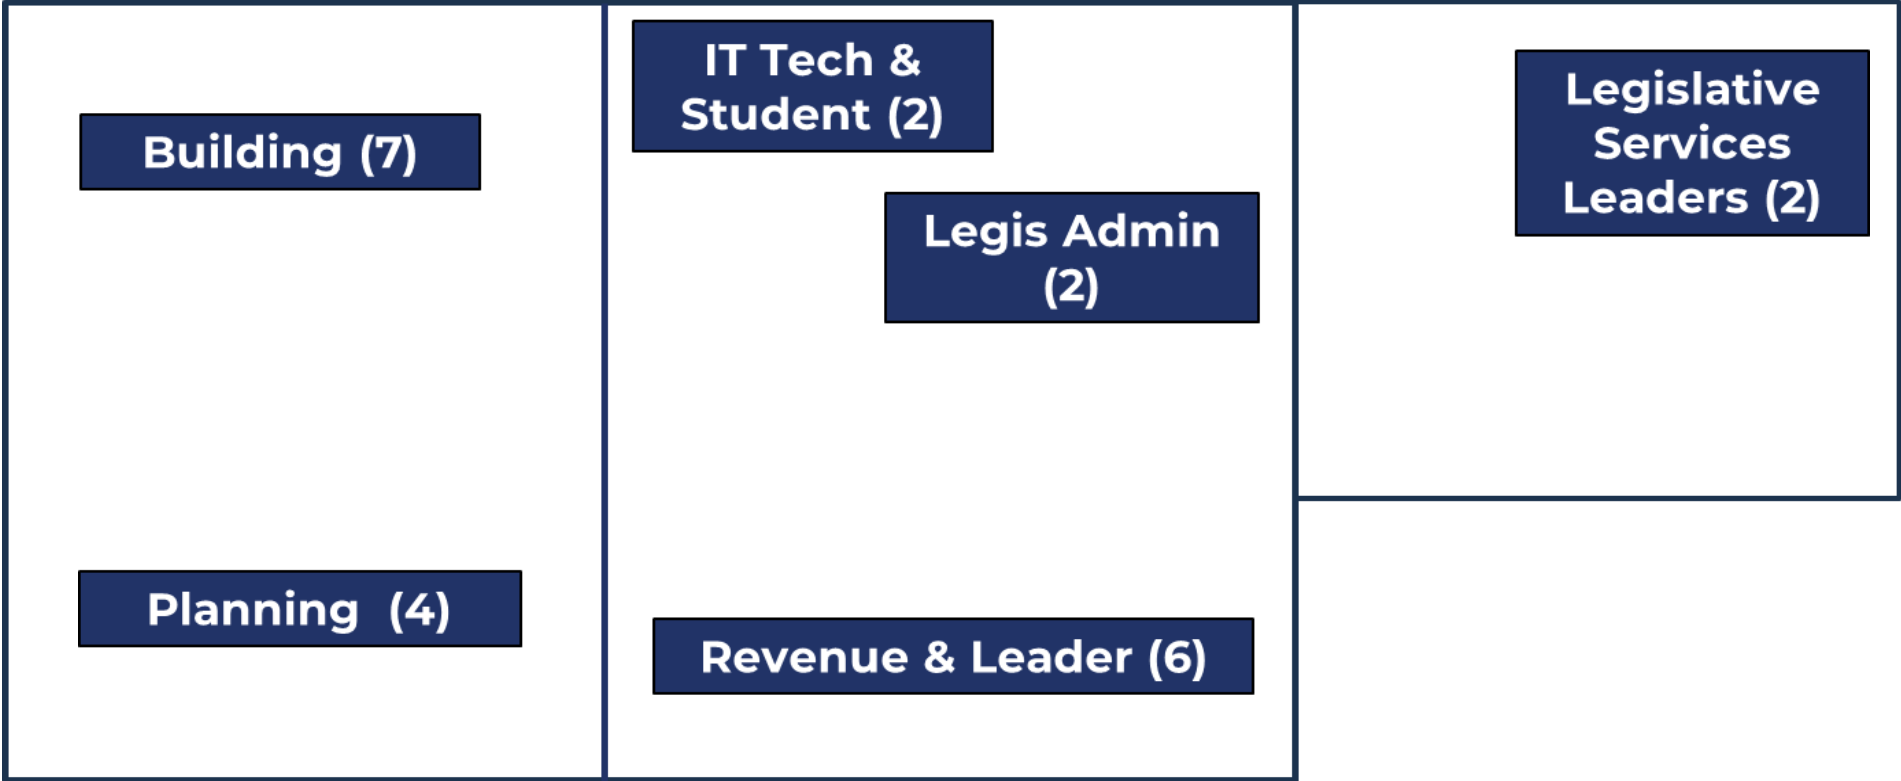 Building (7)
Planning (4)
IT Tech &
Student (2)
Legis Admin
(2)
Revenue & Leader (6)
Legislative
Services
Leaders (2)